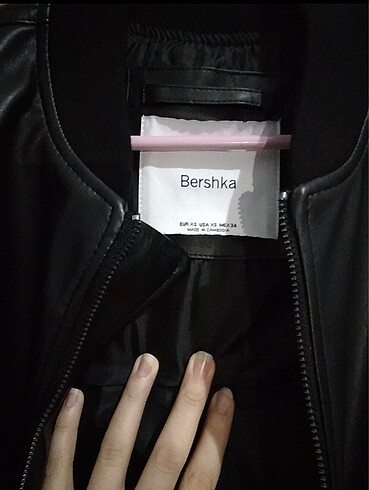 Bershka
EUR XS USA XS MEX 34
MADE IN CAMBODIA